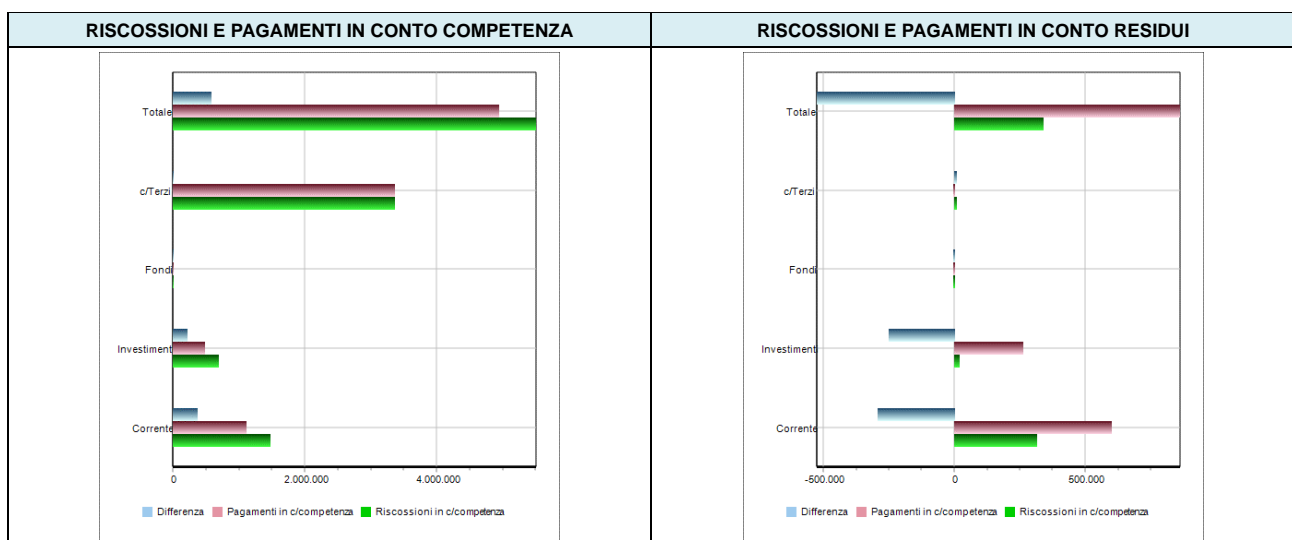 RISCOSSIONI E PAGAMENTI IN CONTO COMPETENZA
Totale
c/Terzi
Fondi
Investiment
Corrente
0 2.000.000 4.000.000
Differenza Pagamenti in c/competenza Riscossioni in c/competenza
RISCOSSIONI E PAGAMENTI IN CONTO RESIDUI
Totale
c/Terzi
Fondi
Investiment
Corrente
-500.000 0 500.000
Differenza Pagamenti in c/competenza Riscossioni in c/competenza